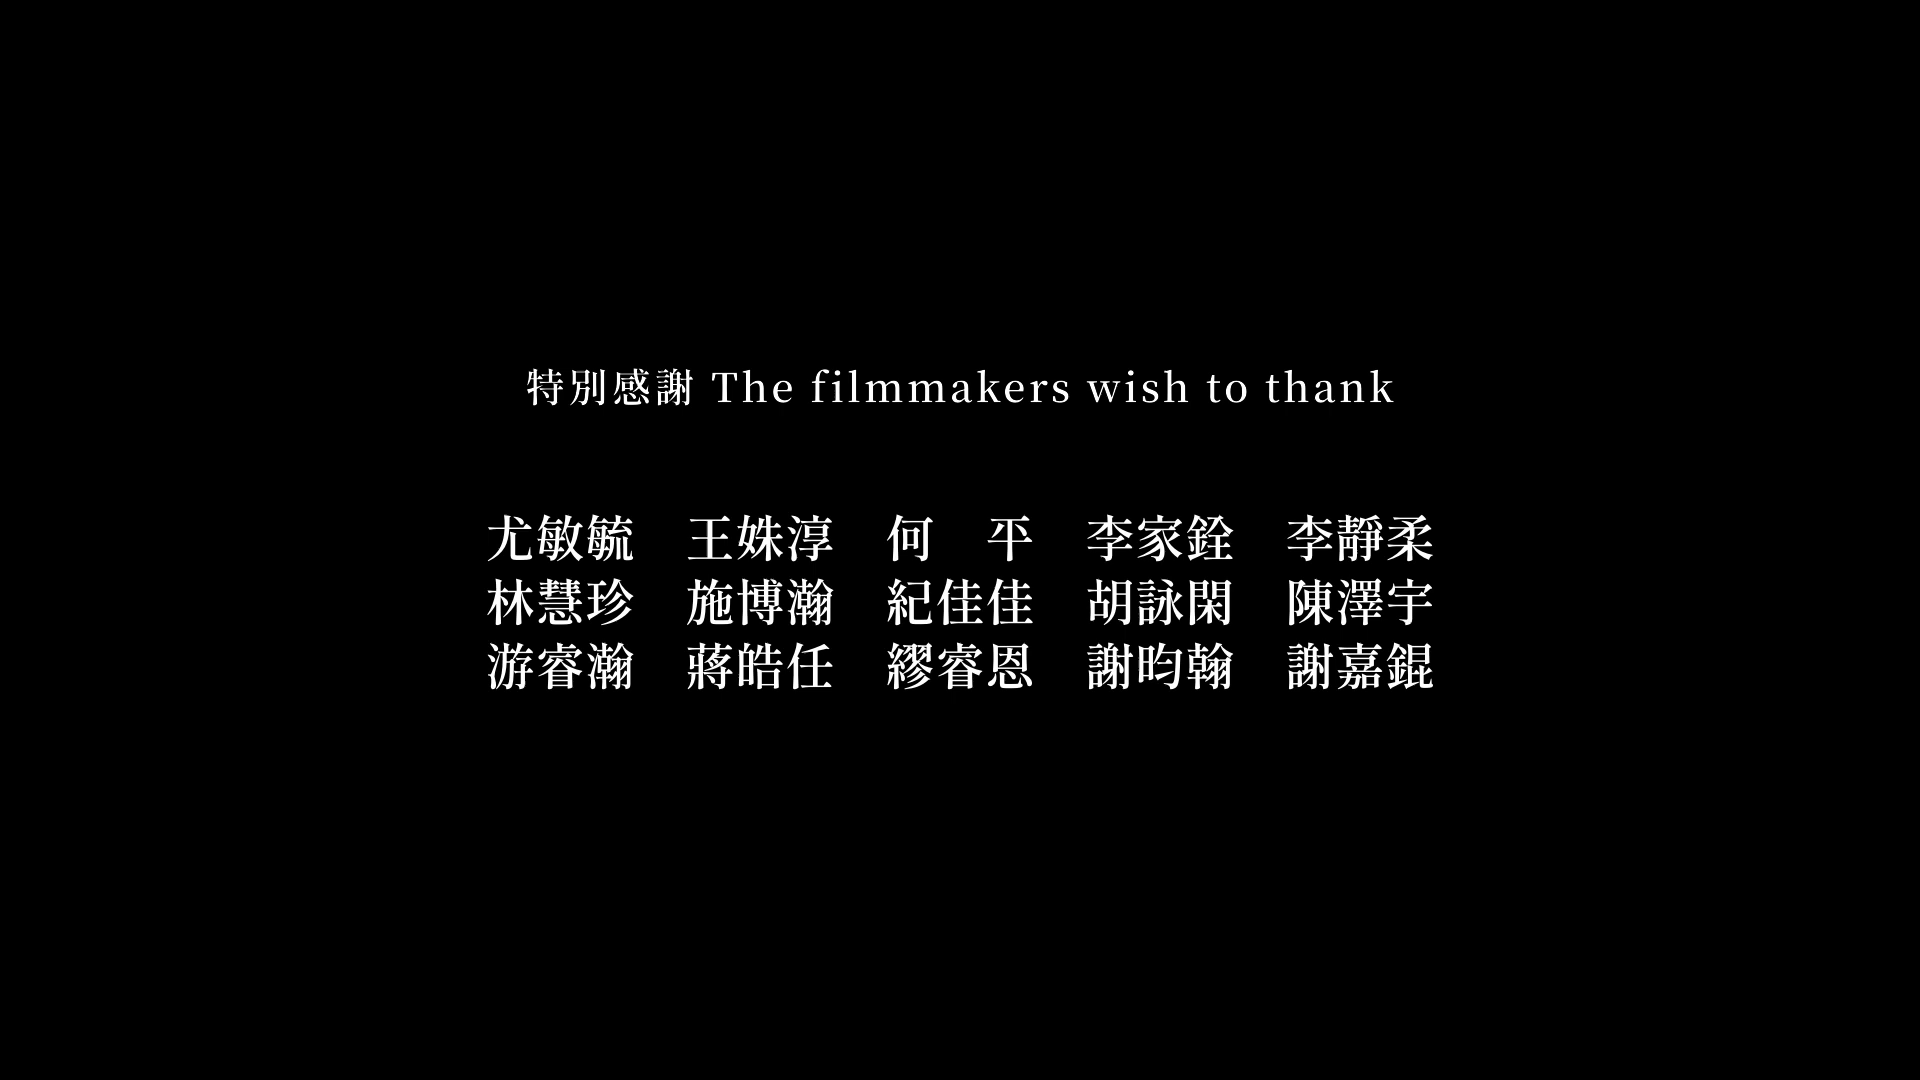 特別感謝 The filmmakers wish to thank
尤敏毓　王姝淳　何　平　李家銓　李靜柔
林慧珍　施博瀚　紀佳佳　胡詠閑　陳澤宇
游睿瀚　蔣皓任　繆睿恩　謝昀翰　謝嘉錕